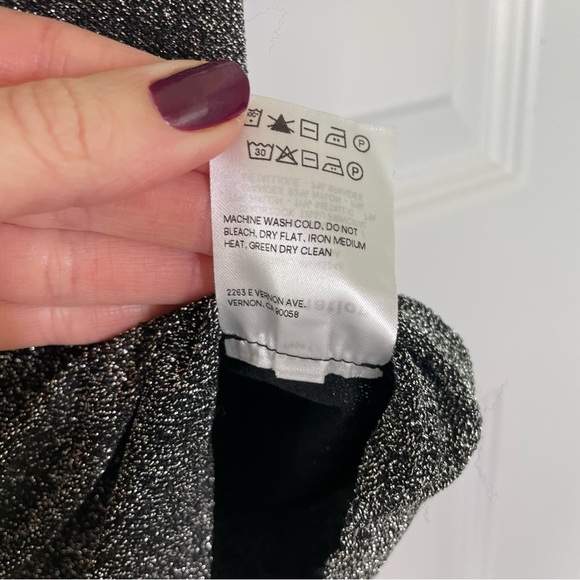 P
30 P
MACHINE WASH COLD, DO NOT
BLEACH, DRY FLAT, IRON MEDIUM
HEAT, GREEN DRY CLEAN
2263 E VERNON AVE.
VERNON, CA 90058